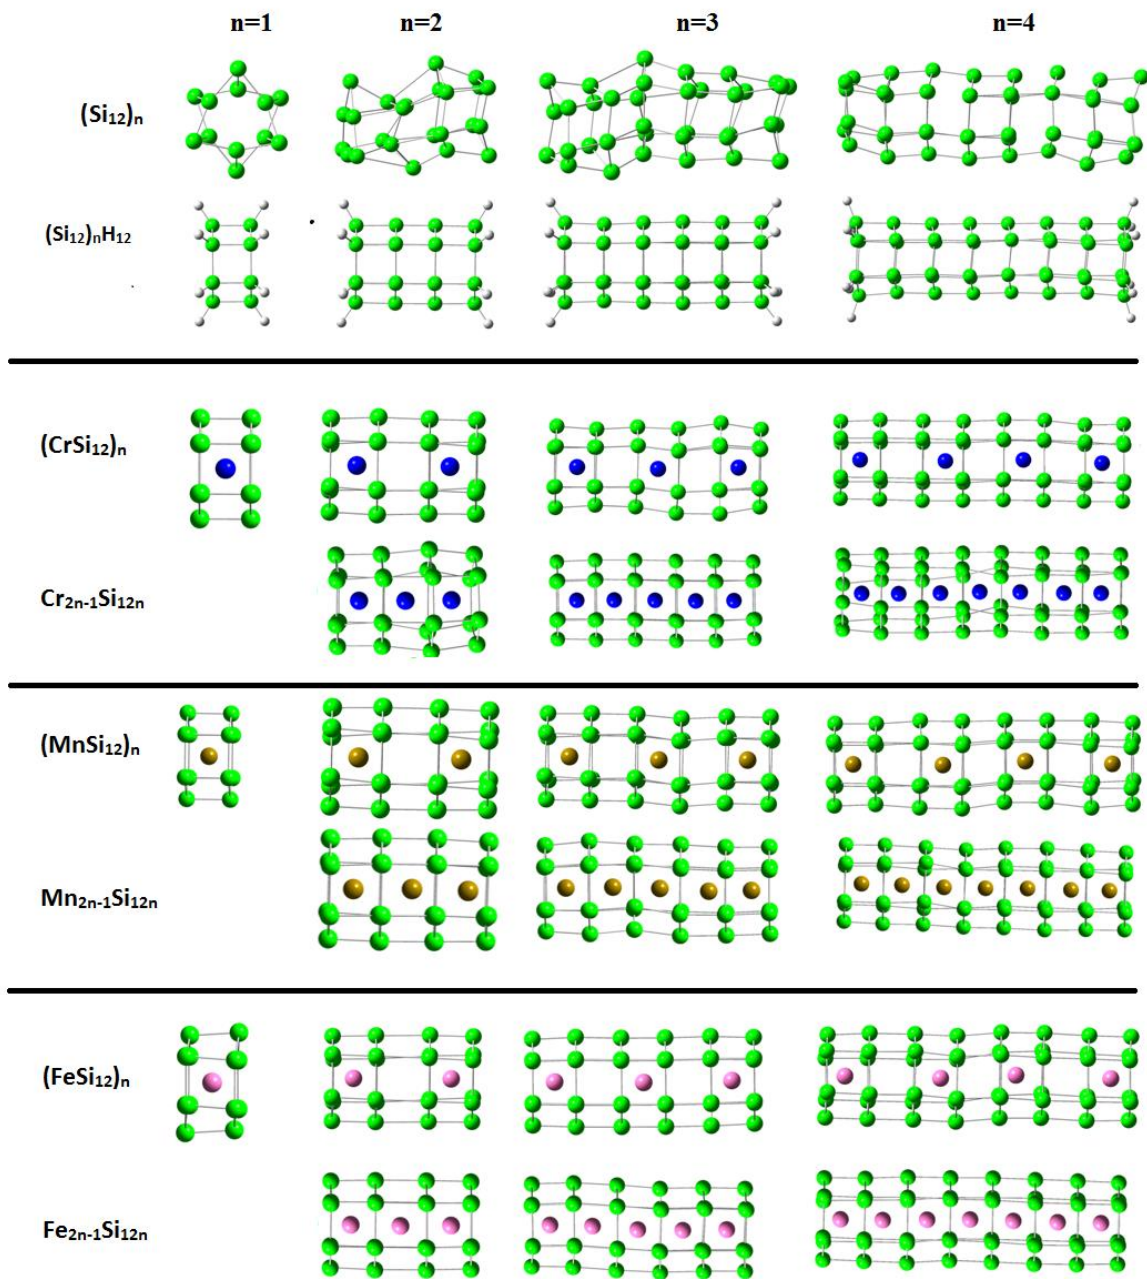 n=1 n=2 n=3 n=4
(Si₁₂)ₙ
(Si₁₂)ₙH₁₂
(CrSi₁₂)ₙ
Cr₂ₙ₋₁Si₁₂ₙ
(MnSi₁₂)ₙ
Mn₂ₙ₋₁Si₁₂ₙ
(FeSi₁₂)ₙ
Fe₂ₙ₋₁Si₁₂ₙ